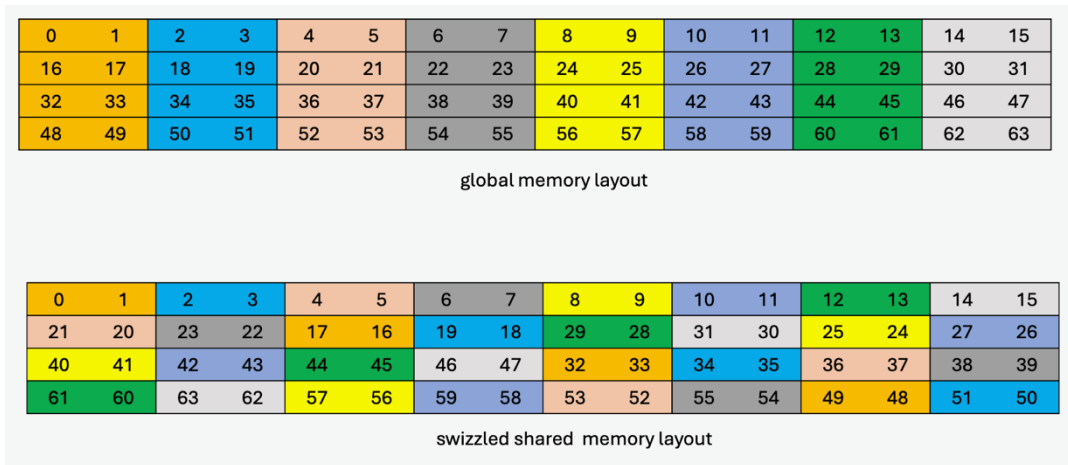 0 1 2 3 4 5 6 7 8 9 10 11 12 13 14 15
16 17 18 19 20 21 22 23 24 25 26 27 28 29 30 31
32 33 34 35 36 37 38 39 40 41 42 43 44 45 46 47
48 49 50 51 52 53 54 55 56 57 58 59 60 61 62 63
global memory layout
0 1 2 3 4 5 6 7 8 9 10 11 12 13 14 15
21 20 23 22 17 16 19 18 29 28 31 30 25 24 27 26
40 41 42 43 44 45 46 47 32 33 34 35 36 37 38 39
61 60 63 62 57 56 59 58 53 52 55 54 49 48 51 50
swizzled shared memory layout